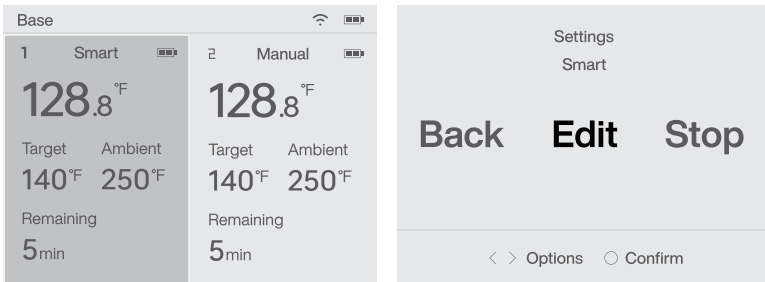 Base
1 Smart
128.8°F
Target Ambient
140°F 250°F
Remaining
5min
2 Manual
128.8°F
Target Ambient
140°F 250°F
Remaining
5min
Settings
Smart
Back Edit Stop
< > Options ○ Confirm